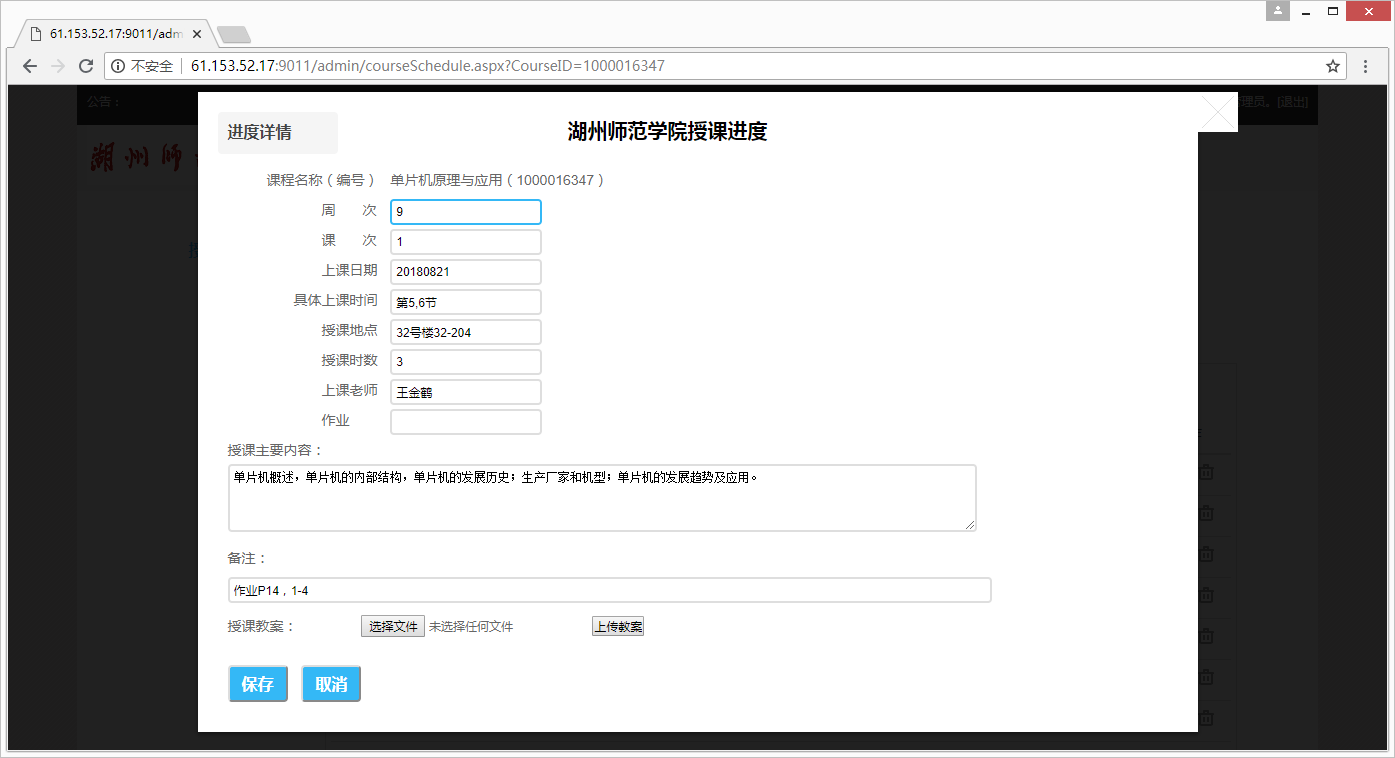 61.153.52.17:9011/adm
不安全
61.153.52.17:9011/admin/courseSchedule.aspx?CourseID=1000016347
公告：
理员, [退出]
湖州师
进度详情
湖州师范学院授课进度
课程名称（编号） 单片机原理与应用（1000016347）
周 次 9
课 次 1
上课日期 20180821
具体上课时间 第5,6节
授课地点 32号楼32-204
授课时数 3
上课老师 王金鹤
作业
授课主要内容：
单片机概述，单片机的内部结构，单片机的发展历史；生产厂家和机型；单片机的发展趋势及应用。
备注：
作业P14，1-4
授课教案： 选择文件 未选择任何文件 上传教案
保存 取消